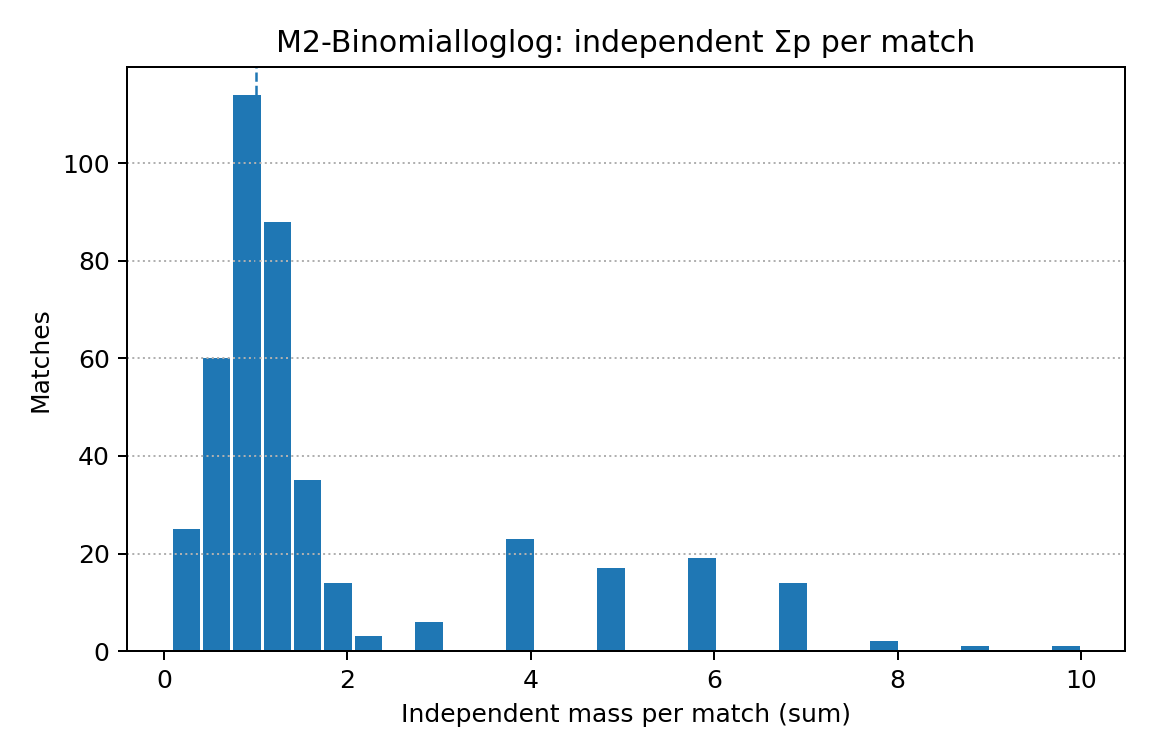 M2-Binomialloglog: independent Σp per match
Matches
100
80
60
40
20
0
0 2 4 6 8 10
Independent mass per match (sum)